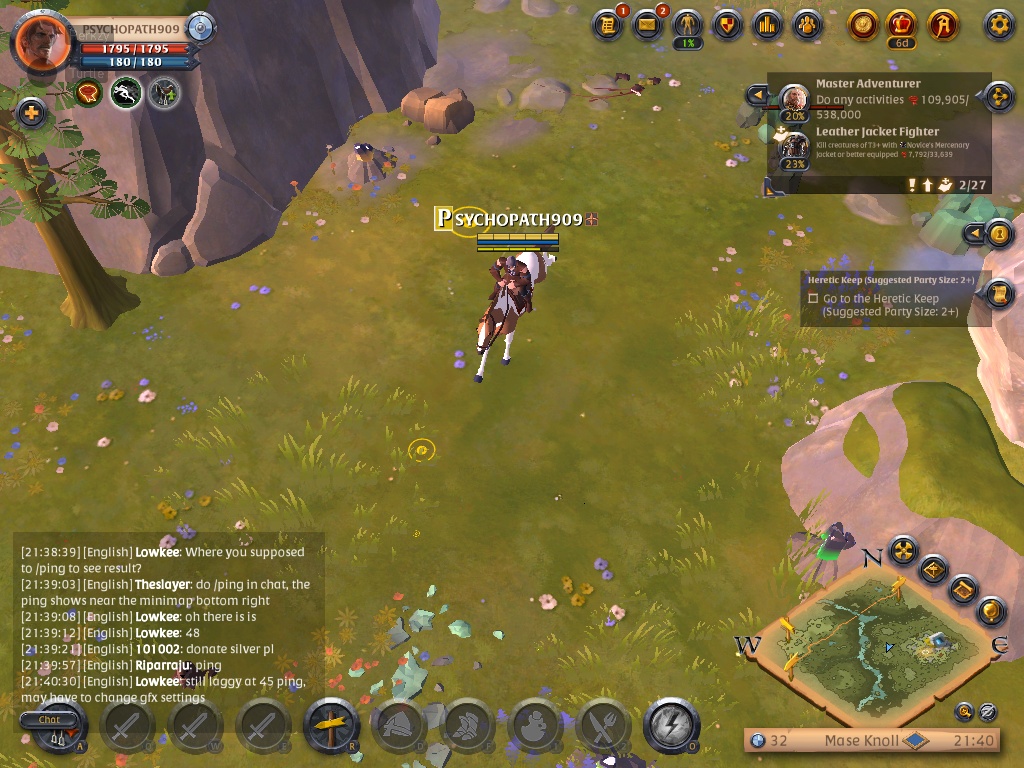 PSYCHOPATH909
1795 / 1795
180 / 180
1
2
1%
6d
Master Adventurer
Do any activities 109,905/
538,000
20%
Leather Jacket Fighter
Kill creatures of T3+ with Novice's Mercenary
Jacket or better equipped 7,792/33,639
23%
2/27
PSYCHOPATH909
Heretic Keep (Suggested Party Size: 2+)
Go to the Heretic Keep
(Suggested Party Size: 2+)
[21:38:39] [English] Lowkee: Where you supposed
to /ping to see result?
[21:39:03] [English] Theslayer: do /ping in chat, the
ping shows near the minimap bottom right
[21:39:08] [English] Lowkee: oh there is is
[21:39:12] [English] Lowkee: 48
[21:39:21] [English] 101002: donate silver pl
[21:39:57] [English] Riparraju: ping
[21:40:30] [English] Lowkee: still laggy at 45 ping,
may have to change gfx settings
Chat
A
Q
W
E
R
D
F
O
N
W
E
32 Mase Knoll 21:40